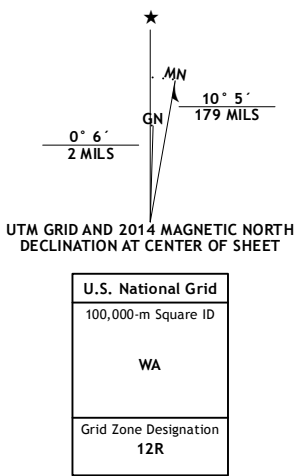 MN
GN
10° 5´
179 MILS
0° 6´
2 MILS
UTM GRID AND 2014 MAGNETIC NORTH
DECLINATION AT CENTER OF SHEET
U.S. National Grid
100,000-m Square ID
WA
Grid Zone Designation
12R